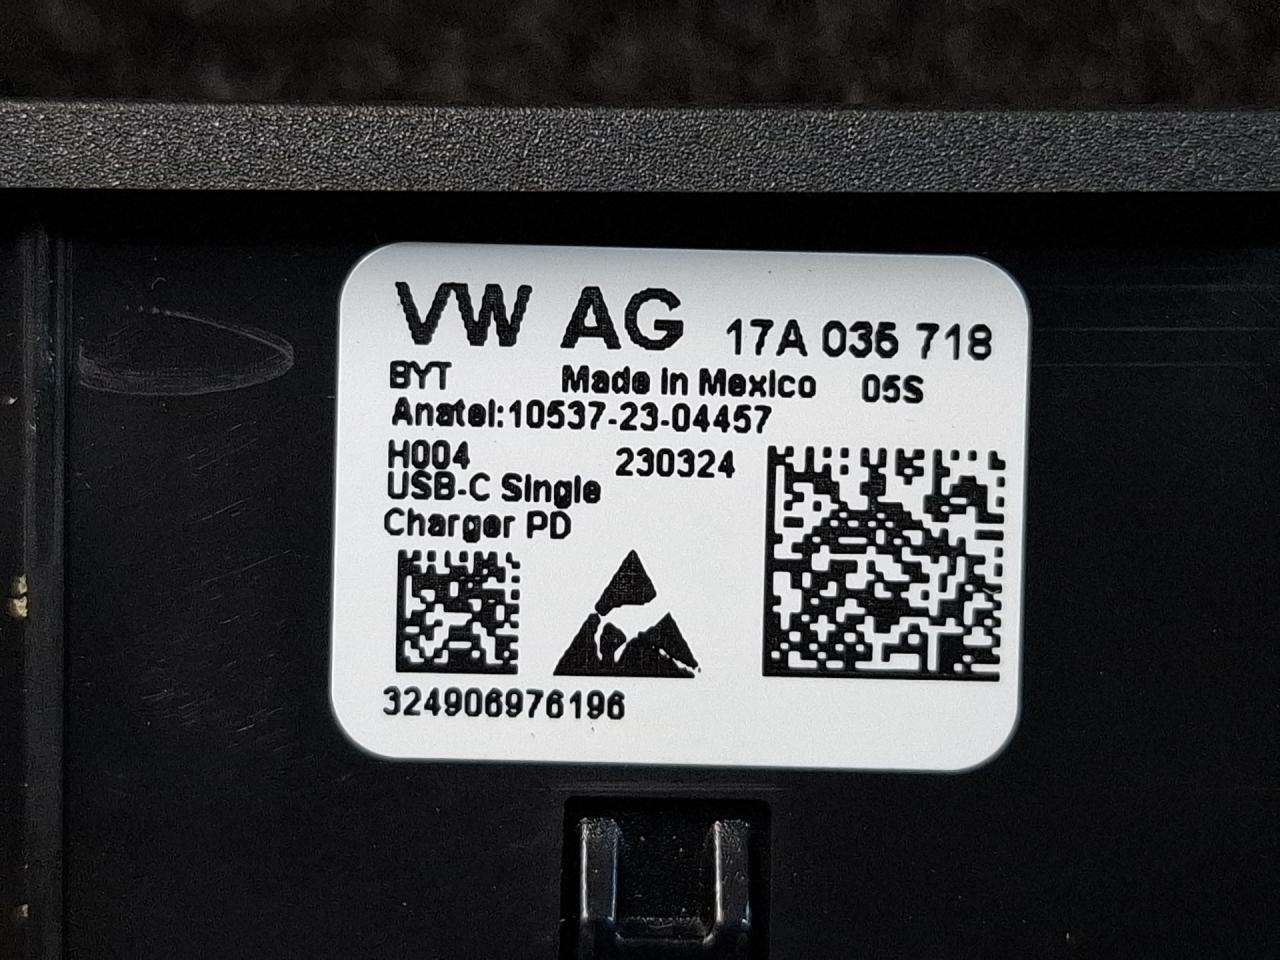 VW AG 17A 035 718
BYT Made in Mexico 05S
Anatel:10537-23-04457
H004 230324
USB-C Single
Charger PD
324906976196